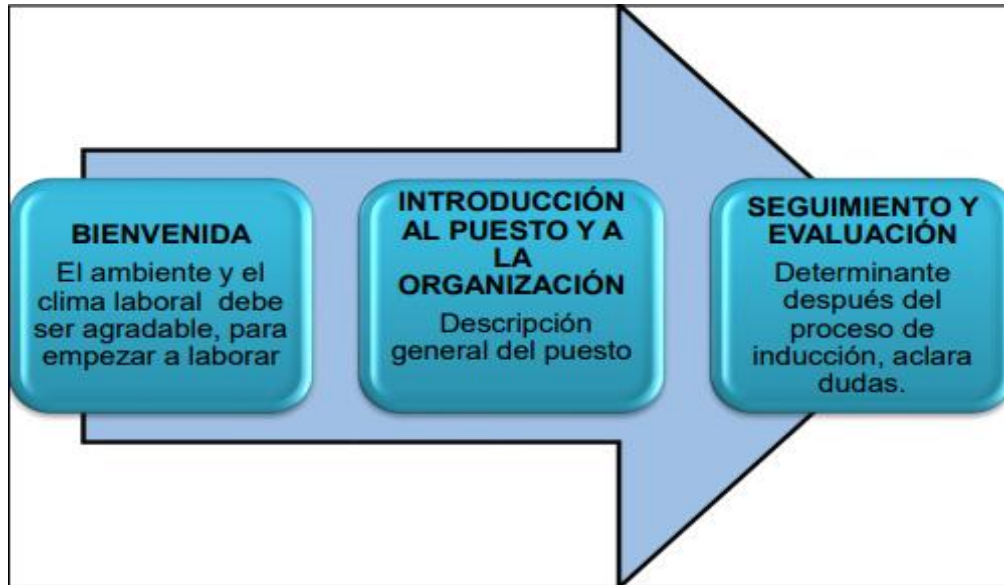 BIENVENIDA
El ambiente y el
clima laboral debe
ser agradable, para
empezar a laborar
INTRODUCCIÓN
AL PUESTO Y A
LA
ORGANIZACIÓN
Descripción
general del puesto
SEGUIMIENTO Y
EVALUACIÓN
Determinante
después del
proceso de
inducción, aclara
dudas.